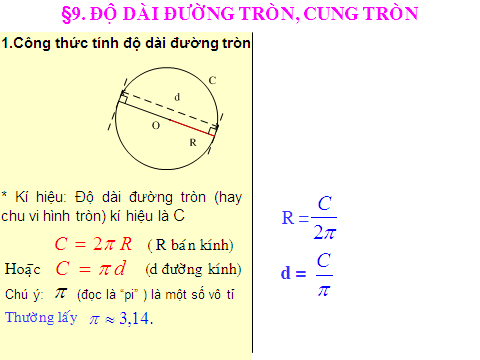 §9. ĐỘ DÀI ĐƯỜNG TRÒN, CUNG TRÒN
1.Công thức tính độ dài đường tròn
C
d
O
R
* Kí hiệu: Độ dài đường tròn (hay
chu vi hình tròn) kí hiệu là C
C = 2π R ( R bán kính)
Hoặc C = π d (d đường kính)
Chú ý: π (đọc là “pi” ) là một số vô tỉ
Thường lấy π ≈ 3,14.
R = C/2π
d = C/π